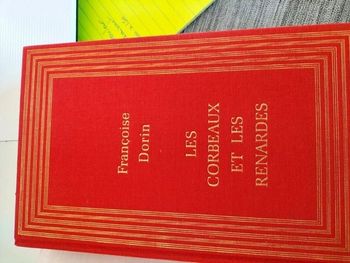 Françoise
Dorin
LES
CORBEAUX
ET LES
RENARDES